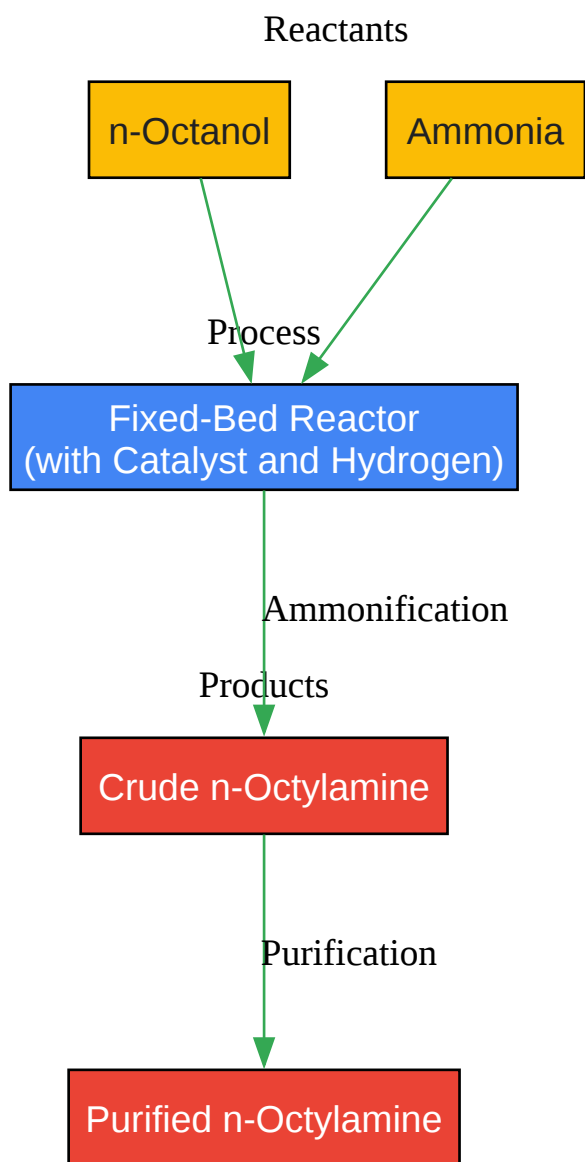 Reactants
n-Octanol
Ammonia
Process
Fixed-Bed Reactor
(with Catalyst and Hydrogen)
Ammonification
Products
Crude n-Octylamine
Purification
Purified n-Octylamine